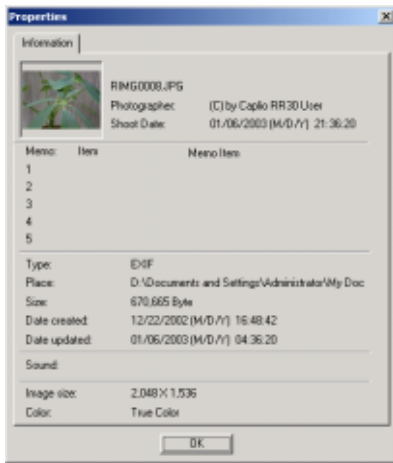 Properties
Information
RIMG0008.JPG
Photographer: (C) by Caplio RR30 User
Shoot Date: 01/06/2003 (M/D/Y) 21:36:20
Memo: Item Memo Item
1
2
3
4
5
Type: EXIF
Place: D:\Documents and Settings\Administrator\My Doc
Size: 670,665 Byte
Date created: 12/22/2002 (M/D/Y) 16:48:42
Date updated: 01/06/2003 (M/D/Y) 04:36:20
Sound:
Image size: 2,048 X 1,536
Color: True Color
OK